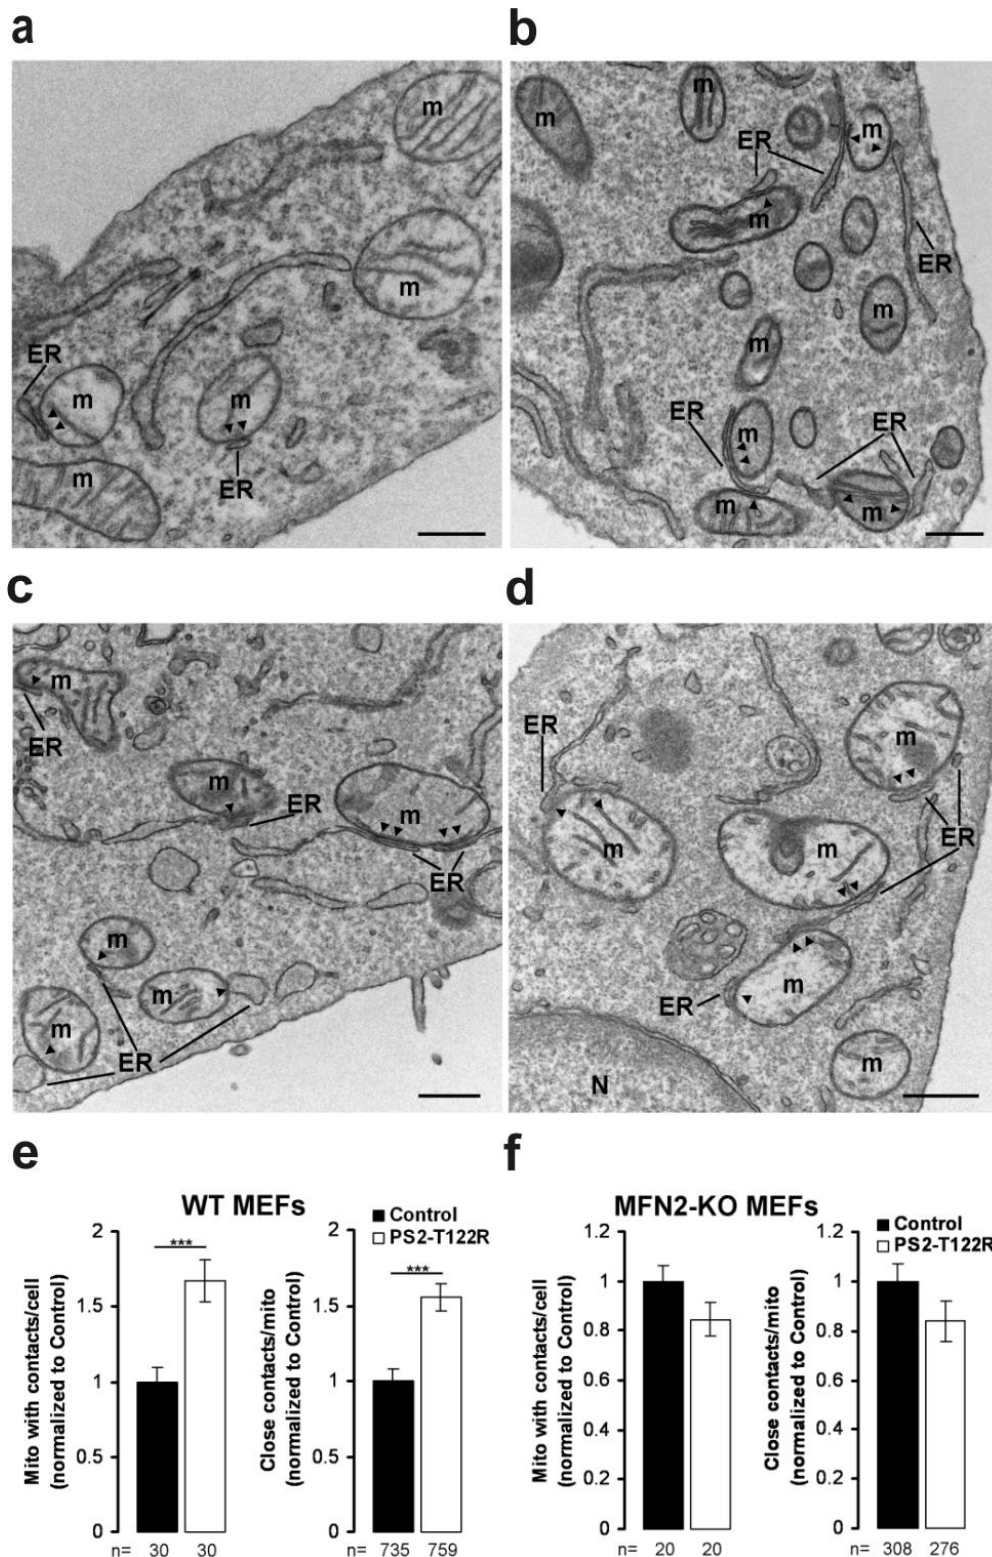 a
b
m
m
ER
m
m
ER
m
m
m
ER
m
m
ER
m
m
ER
m
ER
m
m
c
d
m
ER
m
ER
m
ER
m
m
m
ER
ER
m
m
ER
m
m
ER
m
N
e
f
WT MEFs
Mito with contacts/cell
(normalized to Control)
2
1.5
1
0.5
0
***
n= 30 30
Close contacts/mito
(normalized to Control)
2
1.5
1
0.5
0
Control
PS2-T122R
***
n= 735 759
MFN2-KO MEFs
Mito with contacts/cell
(normalized to Control)
1.2
1
0.8
0.6
0.4
0.2
0
n= 20 20
Close contacts/mito
(normalized to Control)
1.2
1
0.8
0.6
0.4
0.2
0
Control
PS2-T122R
n= 308 276